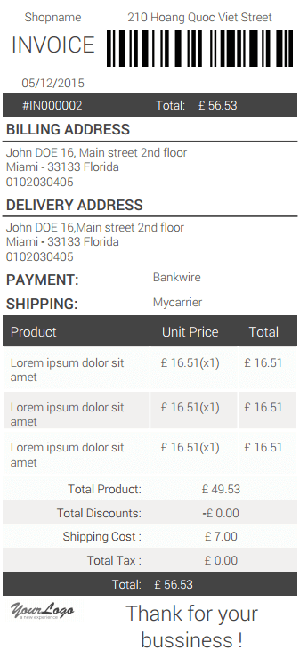 Shopname 210 Hoang Quoc Viet Street
INVOICE
05/12/2015
#IN000002 Total: £ 56.53
BILLING ADDRESS
John DOE 16, Main street 2nd floor
Miami - 33133 Florida
0102030406
DELIVERY ADDRESS
John DOE 16,Main street 2nd floor
Miami - 33133 Florida
0102030406
PAYMENT: Bankwire
SHIPPING: Mycarrier
Product Unit Price Total
Lorem ipsum dolor sit £ 16.51(x1) £ 16.51
amet
Lorem ipsum dolor sit £ 16.51(x1) £ 16.51
amet
Lorem ipsum dolor sit £ 16.51(x1) £ 16.51
amet
Total Product: £ 49.53
Total Discounts: -£ 0.00
Shipping Cost : £ 7.00
Total Tax : £ 0.00
Total: £ 56.53
YourLogo
a new experience
Thank for your
bussiness !